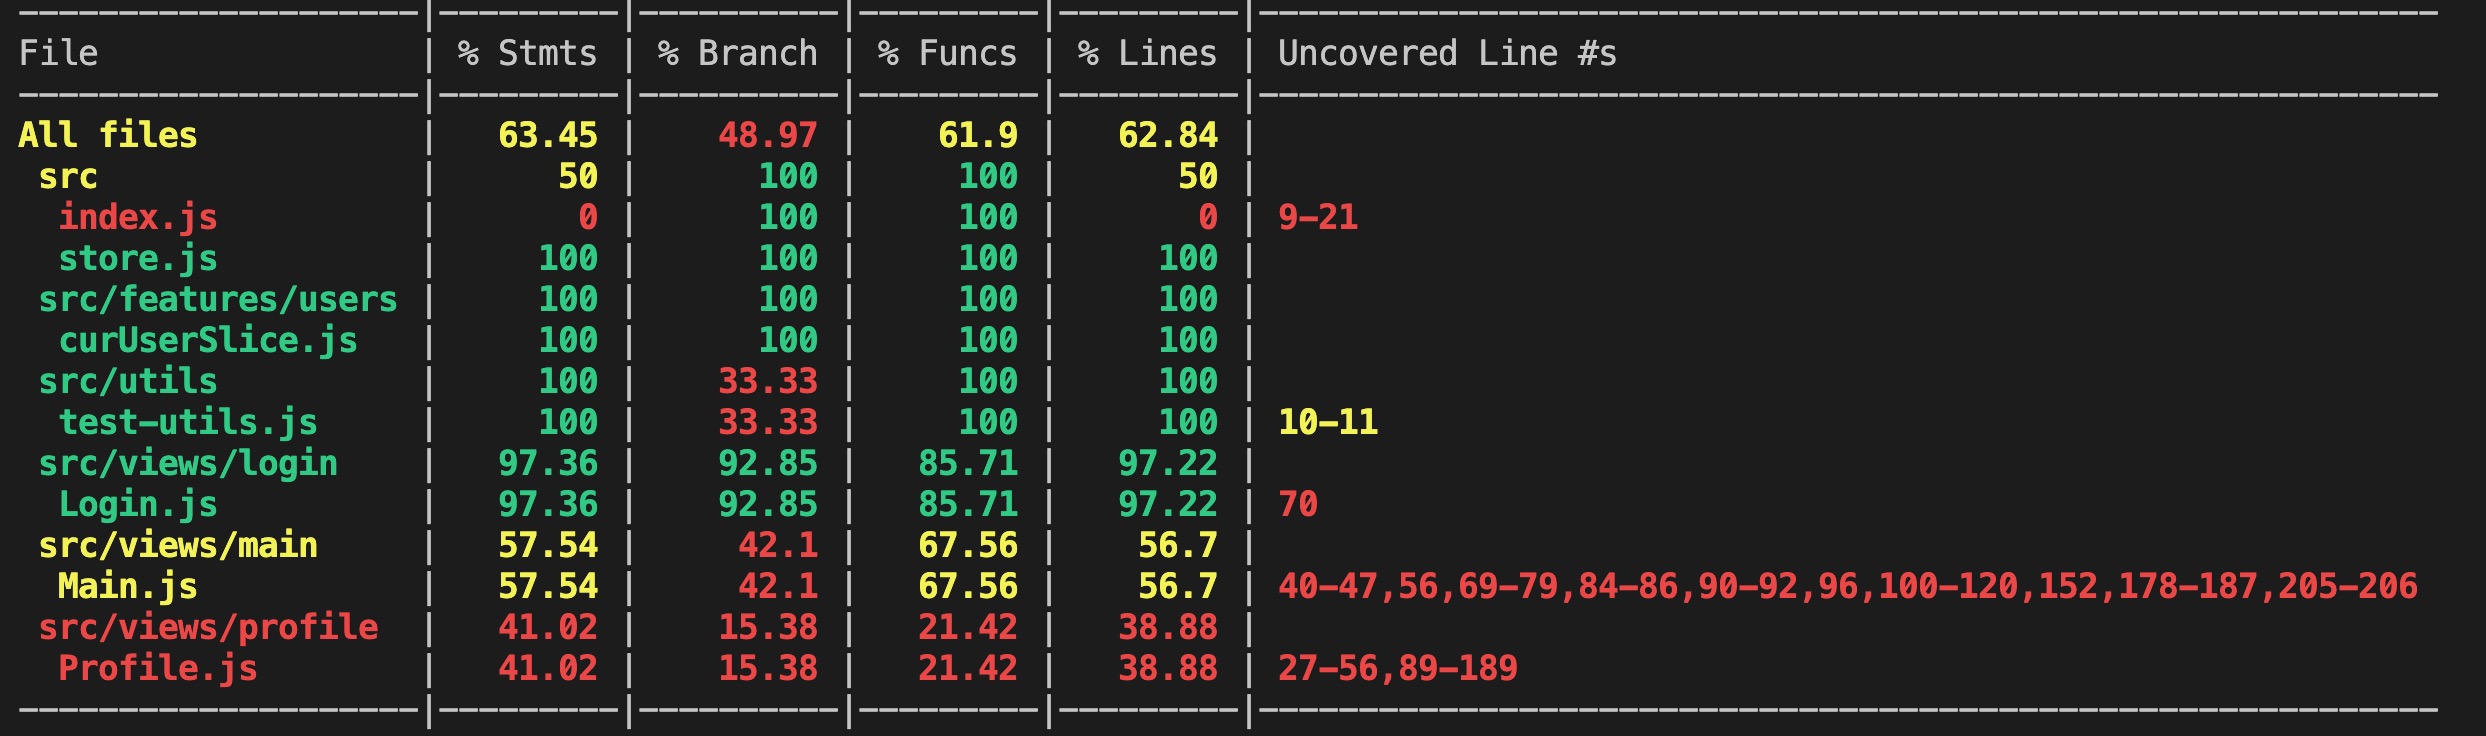 File | % Stmts | % Branch | % Funcs | % Lines | Uncovered Line #s
All files | 63.45 | 48.97 | 61.9 | 62.84 |
src | 50 | 100 | 100 | 50 |
index.js | 0 | 100 | 100 | 0 | 9-21
store.js | 100 | 100 | 100 | 100 |
src/features/users | 100 | 100 | 100 | 100 |
curUserSlice.js | 100 | 100 | 100 | 100 |
src/utils | 100 | 33.33 | 100 | 100 |
test-utils.js | 100 | 33.33 | 100 | 100 | 10-11
src/views/login | 97.36 | 92.85 | 85.71 | 97.22 |
Login.js | 97.36 | 92.85 | 85.71 | 97.22 | 70
src/views/main | 57.54 | 42.1 | 67.56 | 56.7 |
Main.js | 57.54 | 42.1 | 67.56 | 56.7 | 40-47,56,69-79,84-86,90-92,96,100-120,152,178-187,205-206
src/views/profile | 41.02 | 15.38 | 21.42 | 38.88 |
Profile.js | 41.02 | 15.38 | 21.42 | 38.88 | 27-56,89-189